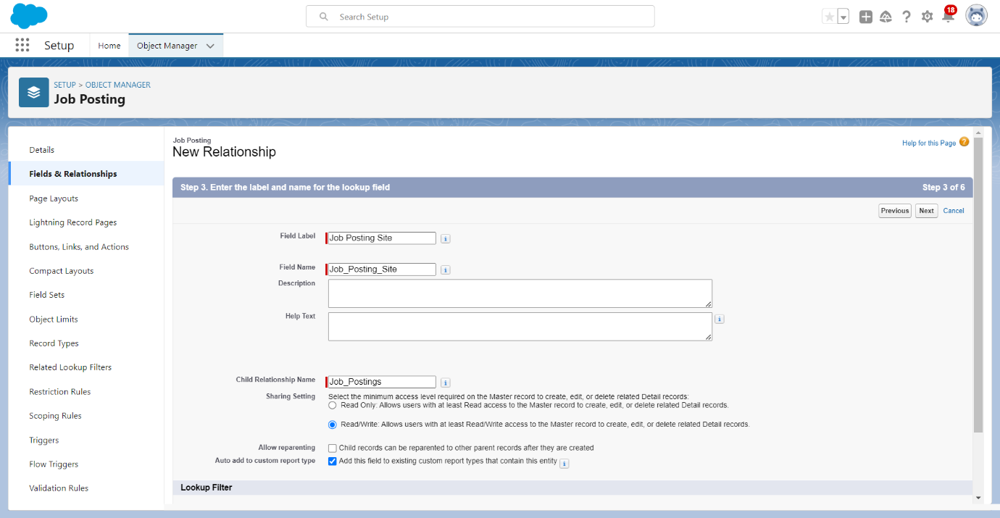 Search Setup
18
Setup
Home
Object Manager
SETUP > OBJECT MANAGER
Job Posting
Details
Fields & Relationships
Page Layouts
Lightning Record Pages
Buttons, Links, and Actions
Compact Layouts
Field Sets
Object Limits
Record Types
Related Lookup Filters
Restriction Rules
Scoping Rules
Triggers
Flow Triggers
Validation Rules
Job Posting
New Relationship
Help for this Page ?
Step 3. Enter the label and name for the lookup field
Step 3 of 6
Previous Next Cancel
Field Label Job Posting Site i
Field Name Job_Posting_Site i
Description
Help Text i
Child Relationship Name Job_Postings i
Sharing Setting Select the minimum access level required on the Master record to create, edit, or delete related Detail records:
Read Only: Allows users with at least Read access to the Master record to create, edit, or delete related Detail records.
Read/Write: Allows users with at least Read/Write access to the Master record to create, edit, or delete related Detail records.
Allow reparenting Child records can be reparented to other parent records after they are created
Auto add to custom report type Add this field to existing custom report types that contain this entity i
Lookup Filter